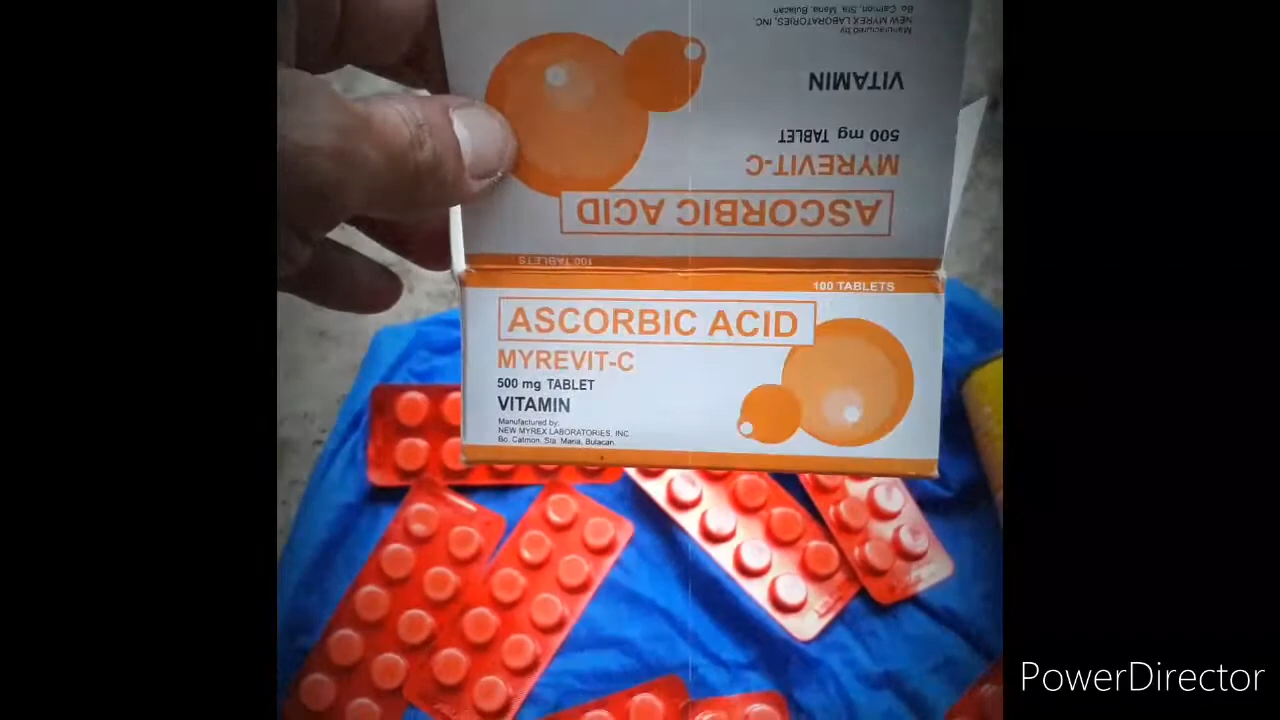 Manufactured by
NEW MYREX LABORATORIES, INC.
Bo. Catmon, Sta. Maria, Bulacan
VITAMIN
500 mg TABLET
MYREVIT-C
ASCORBIC ACID
100 TABLETS
100 TABLETS
ASCORBIC ACID
MYREVIT-C
500 mg TABLET
VITAMIN
Manufactured by:
NEW MYREX LABORATORIES, INC.
Bo. Catmon, Sta. Maria, Bulacan
PowerDirector